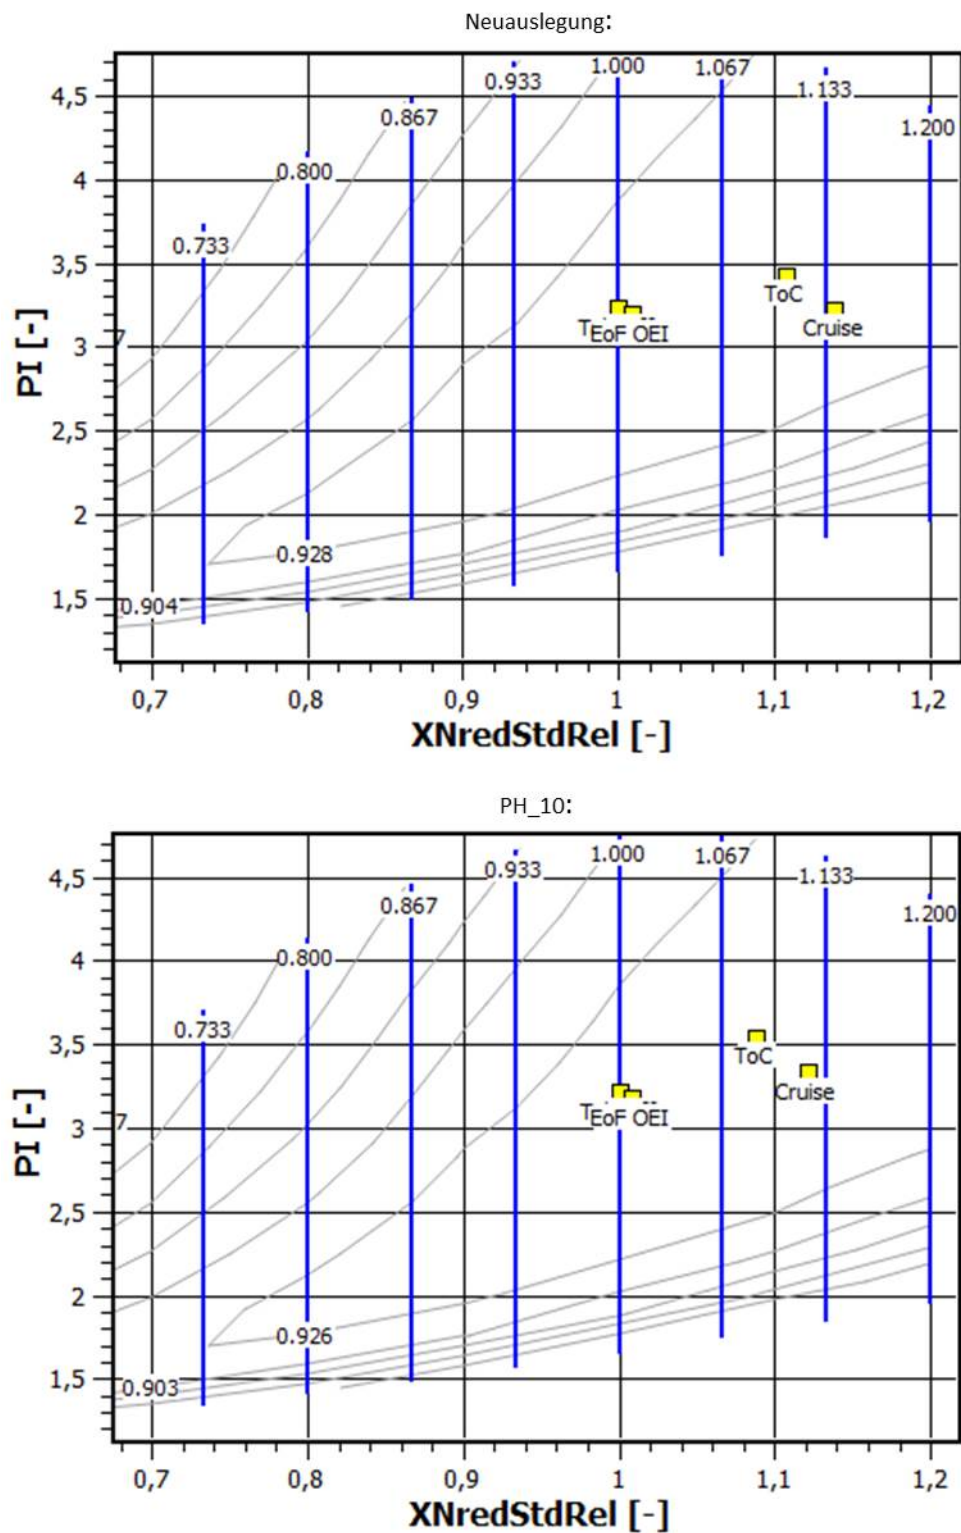 Neuauslegung:
1.000
1.067
0.933
1.133
4,5
0.867
1.200
0.800
4
0.733
3,5
ToC
Cruise
EoF OEI
7
3
PI [-]
2,5
2
0.928
0.904
1,5
0,7 0,8 0,9 1 1,1 1,2
XNredStdRel [-]
PH_10:
1.000
1.067
0.933
1.133
4,5
0.867
1.200
0.800
4
0.733
3,5
ToC
Cruise
EoF OEI
7
3
PI [-]
2,5
2
0.926
0.903
1,5
0,7 0,8 0,9 1 1,1 1,2
XNredStdRel [-]